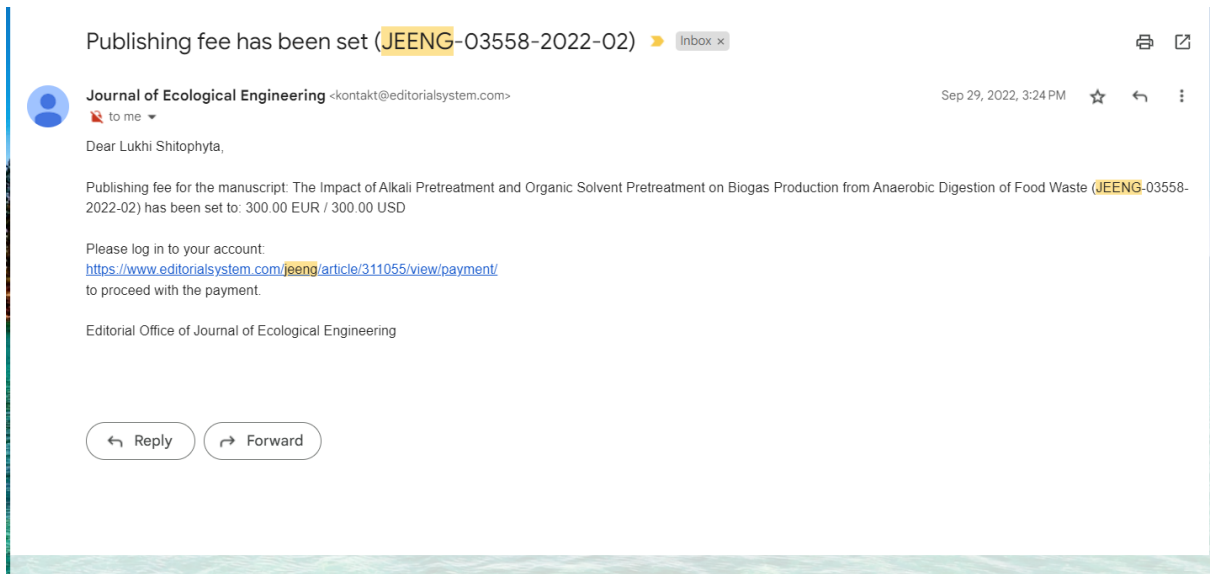 Publishing fee has been set (JEENG-03558-2022-02) Inbox ×
Journal of Ecological Engineering <kontakt@editorialsystem.com> Sep 29, 2022, 3:24 PM
to me
Dear Lukhi Shitophyta,
Publishing fee for the manuscript: The Impact of Alkali Pretreatment and Organic Solvent Pretreatment on Biogas Production from Anaerobic Digestion of Food Waste (JEENG-03558-
2022-02) has been set to: 300.00 EUR / 300.00 USD
Please log in to your account:
https://www.editorialsystem.com/jeeng/article/311055/view/payment/
to proceed with the payment.
Editorial Office of Journal of Ecological Engineering
Reply Forward